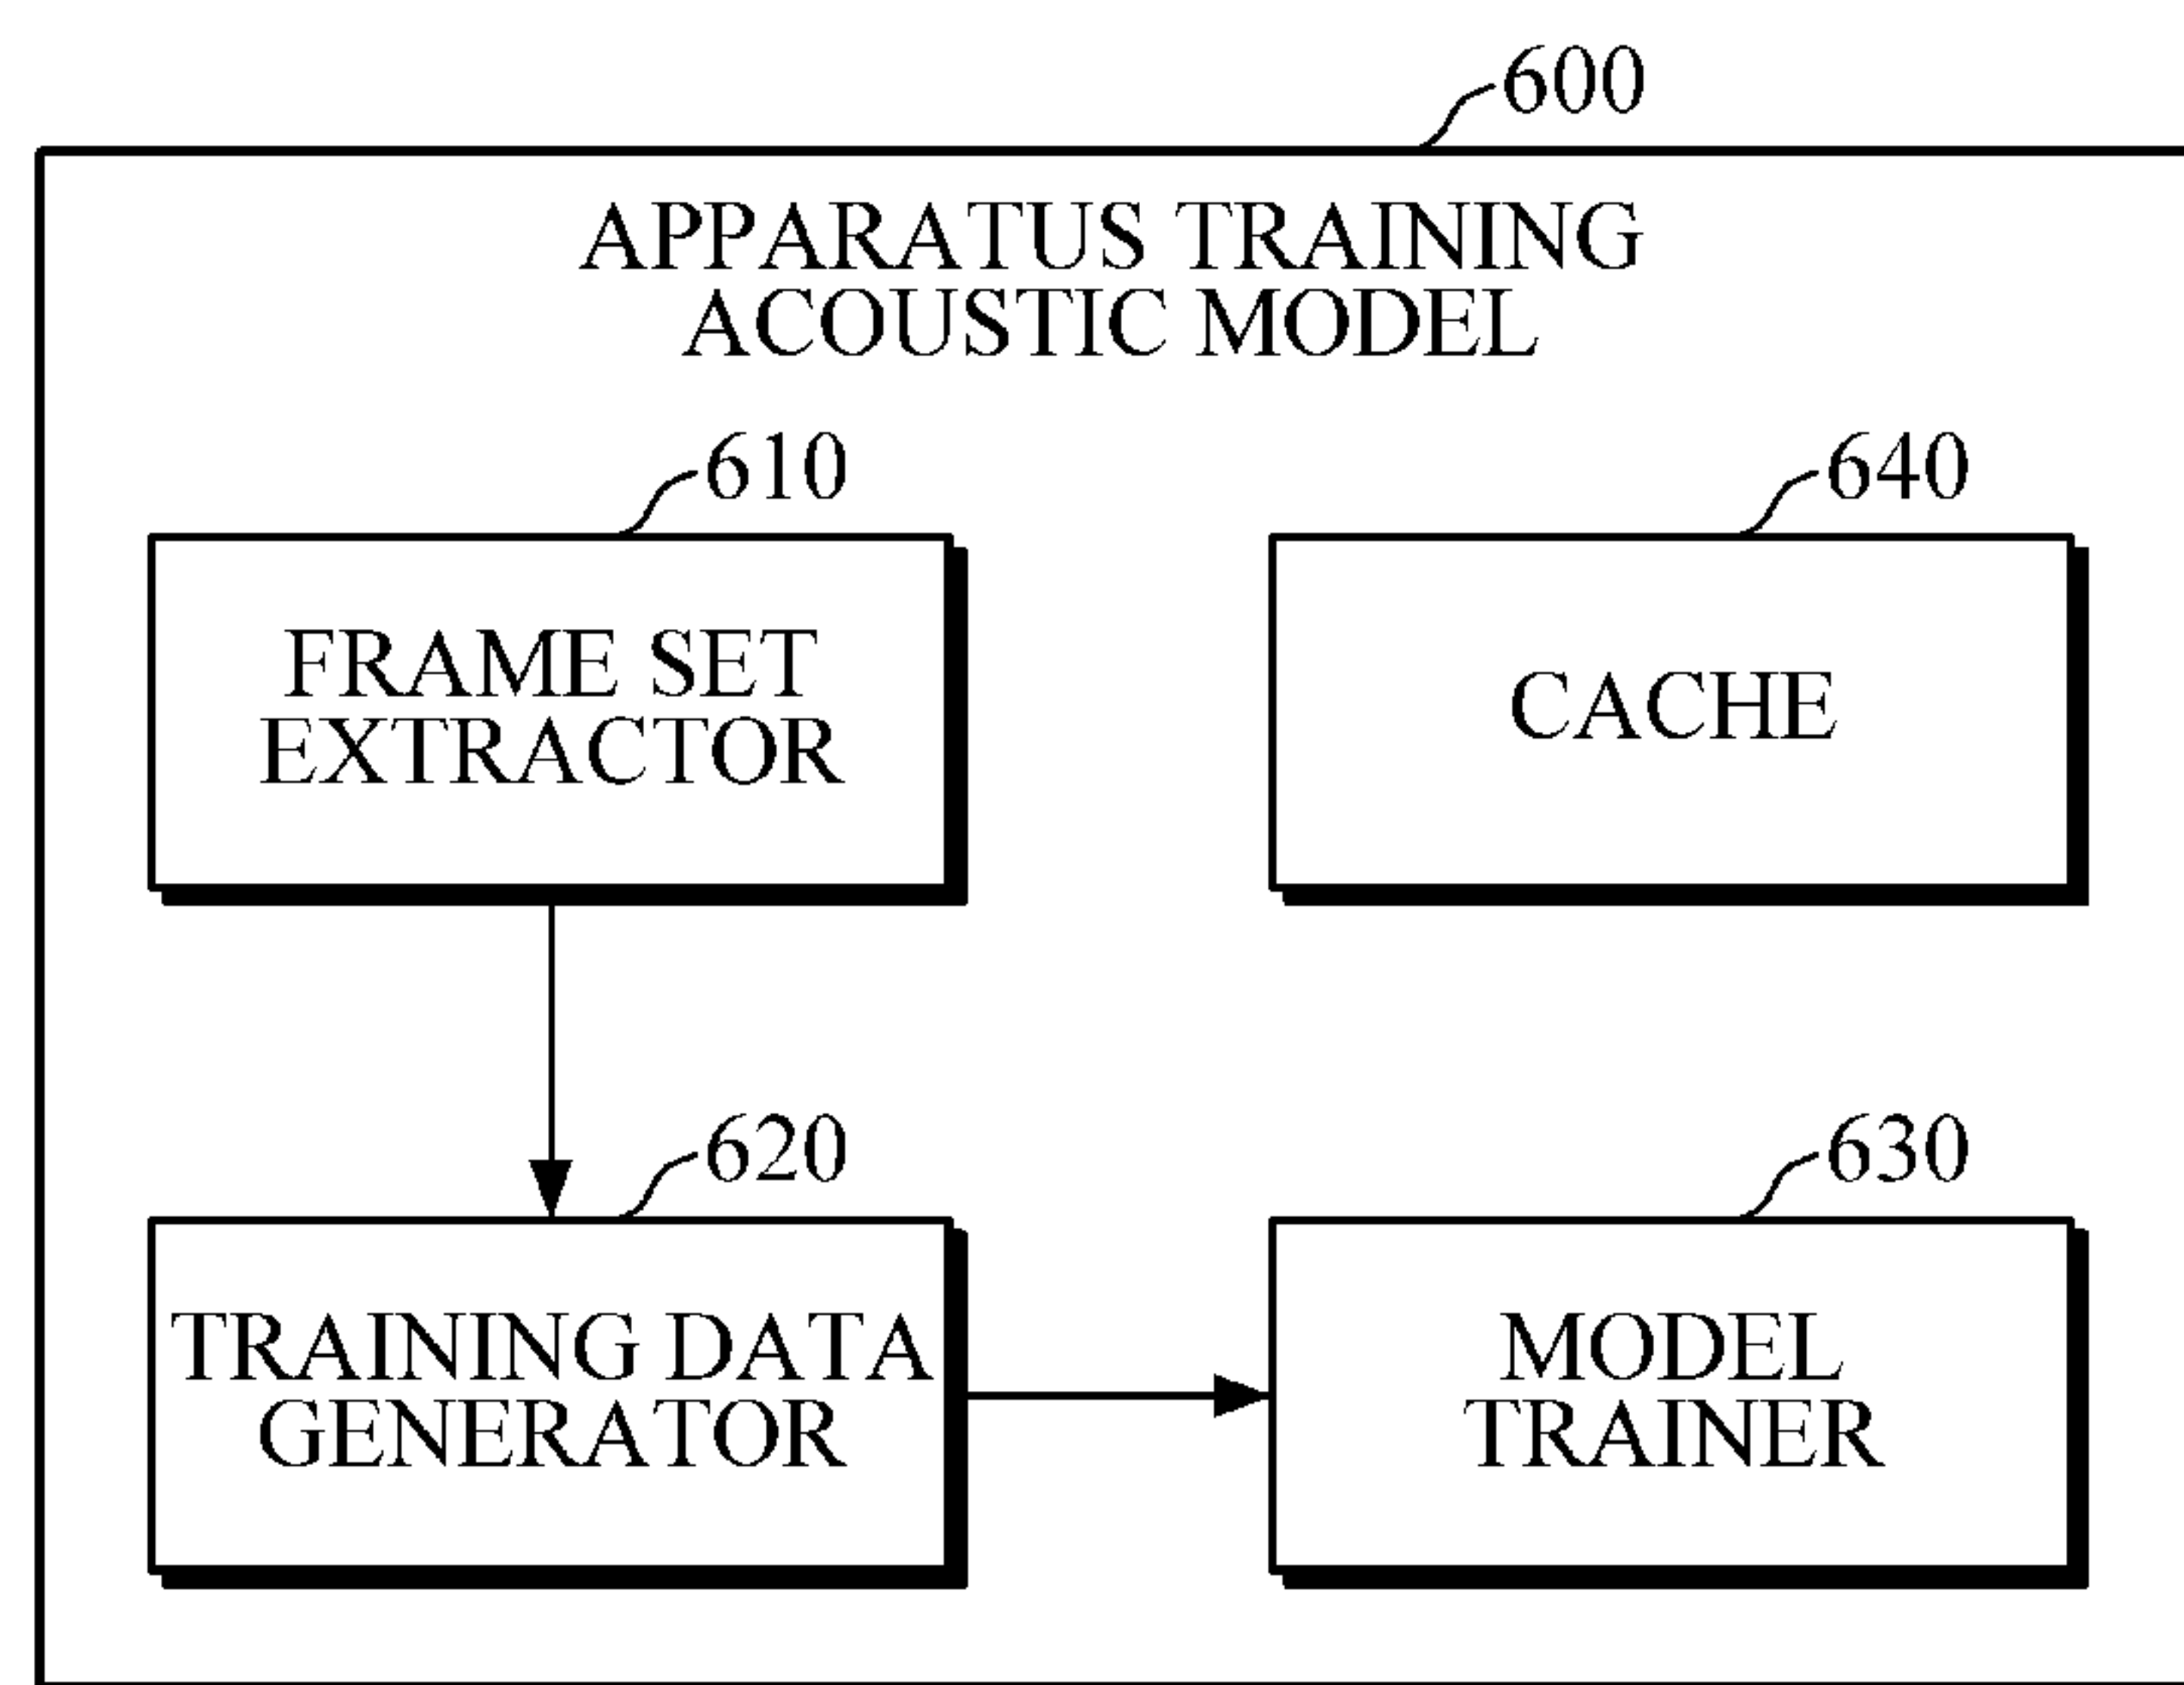 600
APPARATUS TRAINING
ACOUSTIC MODEL
610
640
FRAME SET
EXTRACTOR
CACHE
620
630
TRAINING DATA
GENERATOR
MODEL
TRAINER